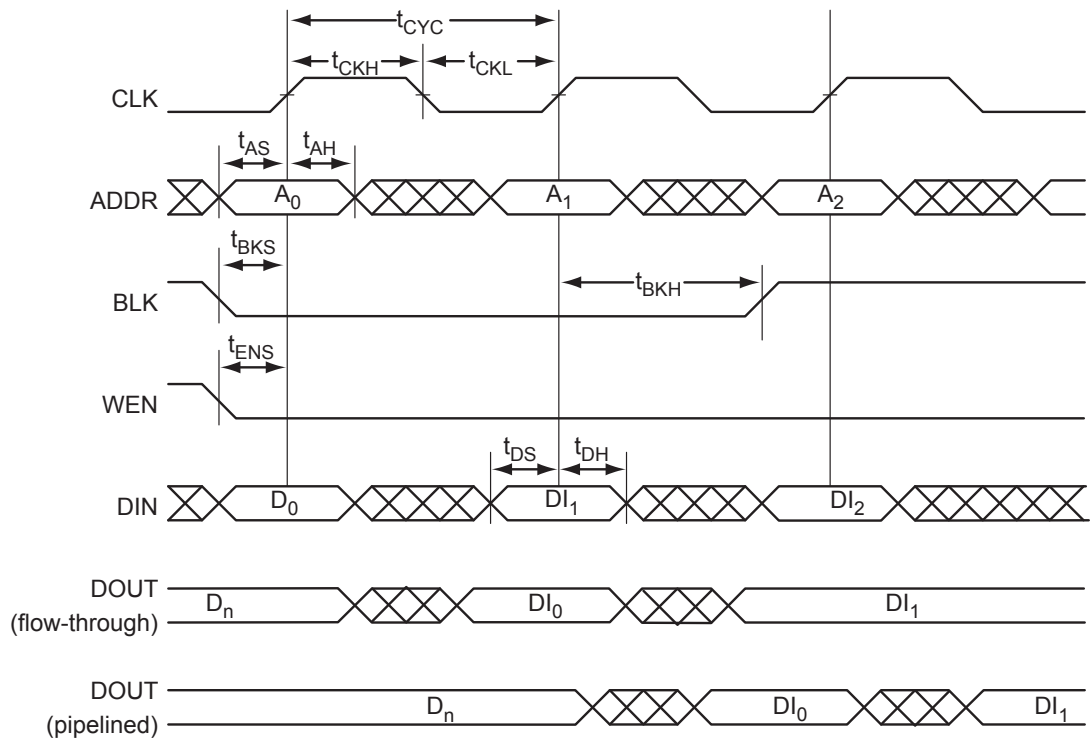 tCYC
tCKH tCKL
CLK
tAS tAH
ADDR A0 A1 A2
tBKS
tBKH
BLK
tENS
WEN
tDS tDH
DIN D0 DI1 DI2
DOUT
(flow-through) Dn DI0 DI1
DOUT
(pipelined) Dn DI0 DI1